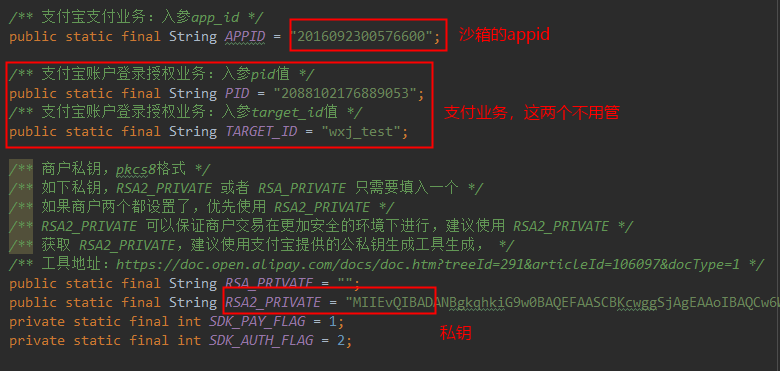 /** 支付宝支付业务：入参app_id */
public static final String APPID = "2016092300576600";
沙箱的appid
/** 支付宝账户登录授权业务：入参pid值 */
public static final String PID = "2088102176889053";
/** 支付宝账户登录授权业务：入参target_id值 */
public static final String TARGET_ID = "wxj_test";
支付业务，这两个不用管
/** 商户私钥，pkcs8格式 */
/** 如下私钥，RSA2_PRIVATE 或者 RSA_PRIVATE 只需要填入一个 */
/** 如果商户两个都设置了，优先使用 RSA2_PRIVATE */
/** RSA2_PRIVATE 可以保证商户交易在更加安全的环境下进行，建议使用 RSA2_PRIVATE */
/** 获取 RSA2_PRIVATE，建议使用支付宝提供的公私钥生成工具生成， */
/** 工具地址：https://doc.open.alipay.com/docs/doc.htm?treeId=291&articleId=106097&docType=1 */
public static final String RSA_PRIVATE = "";
public static final String RSA2_PRIVATE = "MIIEvQIBADANBgkqhkiG9w0BAQEFAASCBKcwggSjAgEAAoIBAQCw6W
private static final int SDK_PAY_FLAG = 1;
私钥
private static final int SDK_AUTH_FLAG = 2;